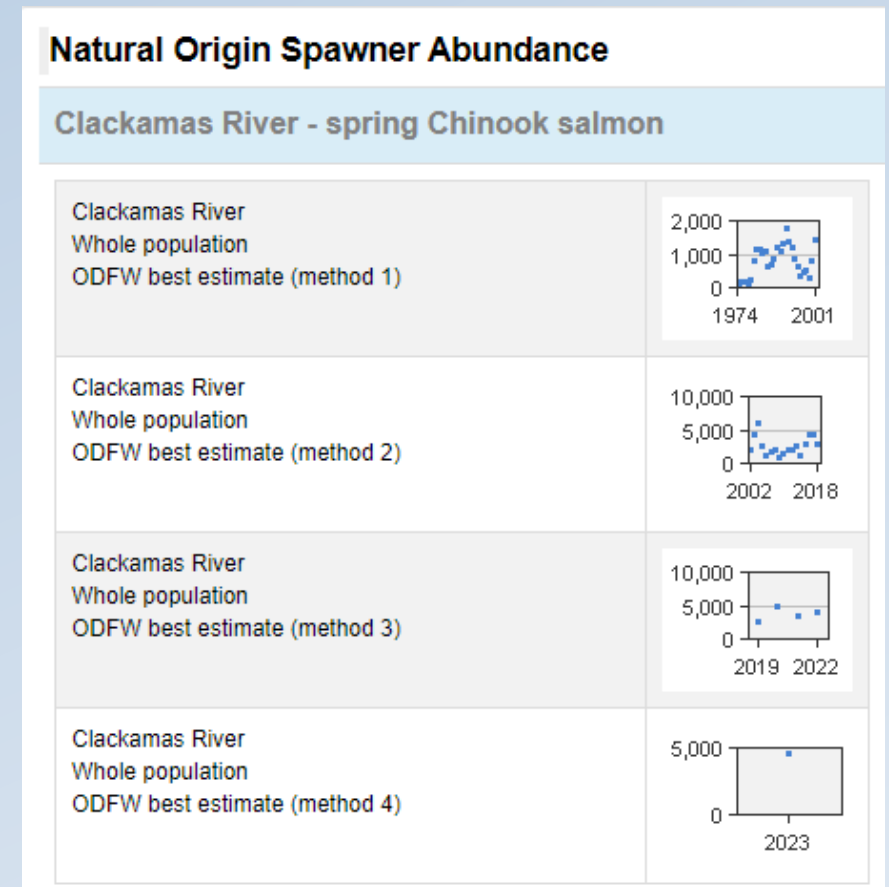 Natural Origin Spawner Abundance
Clackamas River - spring Chinook salmon
Clackamas River
Whole population
ODFW best estimate (method 1)
2,000
1,000
0
1974 2001
Clackamas River
Whole population
ODFW best estimate (method 2)
10,000
5,000
0
2002 2018
Clackamas River
Whole population
ODFW best estimate (method 3)
10,000
5,000
0
2019 2022
Clackamas River
Whole population
ODFW best estimate (method 4)
5,000
0
2023